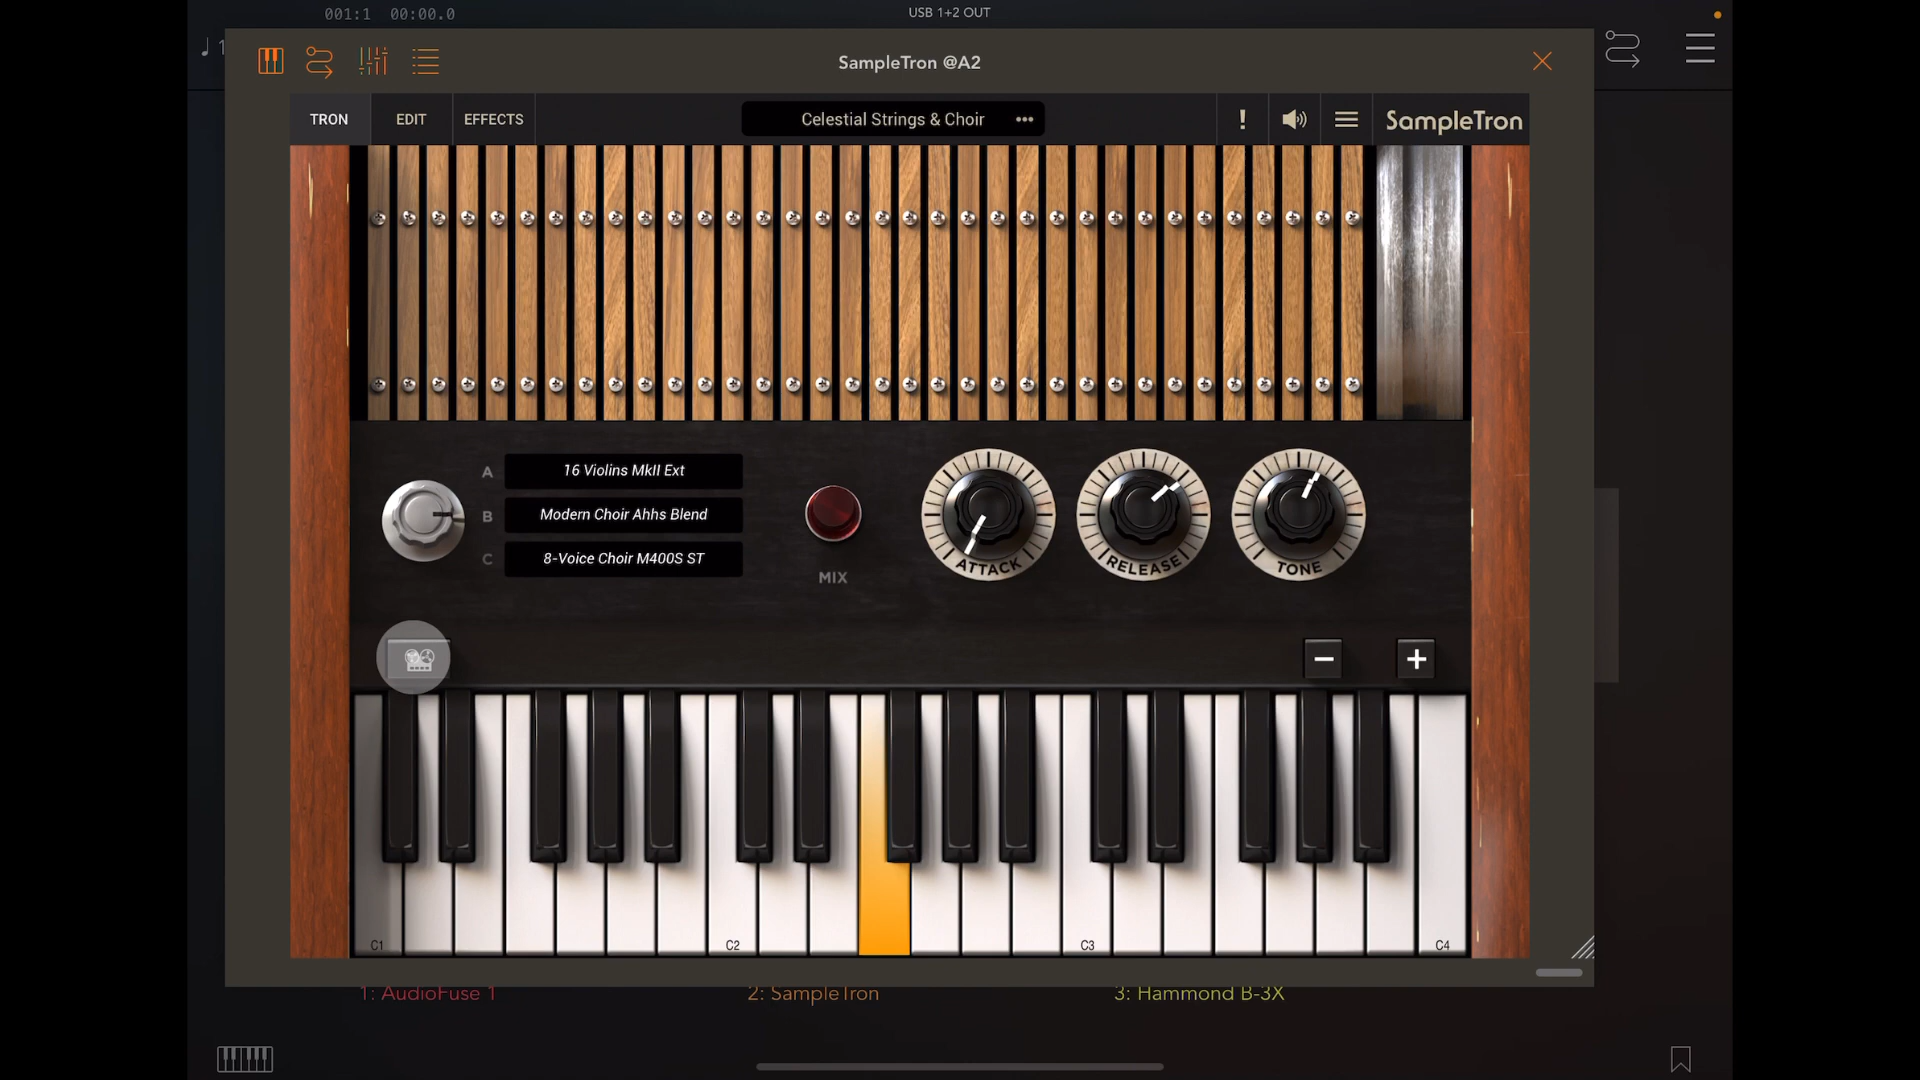 001:1 00:00.0
USB 1+2 OUT
1
SampleTron @A2
TRON
EDIT
EFFECTS
Celestial Strings & Choir
!
SampleTron
A
16 Violins MkII Ext
B
Modern Choir Ahhs Blend
C
8-Voice Choir M400S ST
MIX
ATTACK
RELEASE
TONE
C1
C2
C3
C4
1: AudioFuse 1
2: SampleTron
3: Hammond B-3X